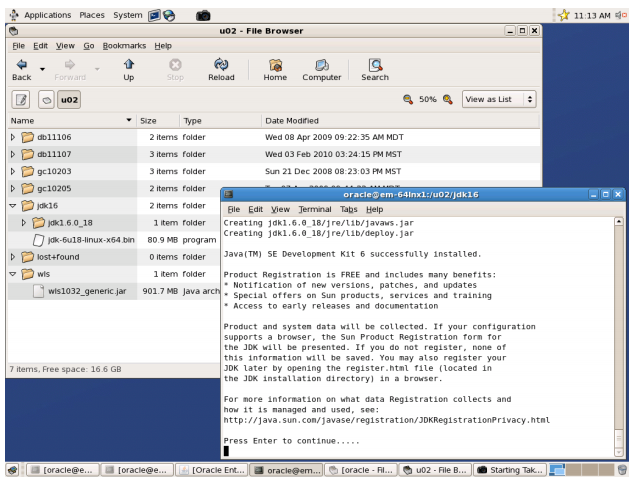 Applications Places System 11:13 AM
u02 - File Browser
File Edit View Go Bookmarks Help
Back Forward Up Stop Reload Home Computer Search
u02 50% View as List
Name Size Type Date Modified
db11106 2 items folder Wed 08 Apr 2009 09:22:35 AM MDT
db11107 3 items folder Wed 03 Feb 2010 03:24:15 PM MST
gc10203 3 items folder Sun 21 Dec 2008 08:23:03 PM MST
gc10205 2 items folder
jdk16 2 items folder
jdk1.6.0_18 1 item folder
jdk-6u18-linux-x64.bin 80.9 MB program
lost+found 0 items folder
wls 1 item folder
wls1032_generic.jar 901.7 MB Java arch
7 items, Free space: 16.6 GB
oracle@em-64lnx1:/u02/jdk16
File Edit View Terminal Tabs Help
Creating jdk1.6.0_18/jre/lib/javaws.jar
Creating jdk1.6.0_18/jre/lib/deploy.jar
Java(TM) SE Development Kit 6 successfully installed.
Product Registration is FREE and includes many benefits:
* Notification of new versions, patches, and updates
* Special offers on Sun products, services and training
* Access to early releases and documentation
Product and system data will be collected. If your configuration
supports a browser, the Sun Product Registration form for
the JDK will be presented. If you do not register, none of
this information will be saved. You may also register your
JDK later by opening the register.html file (located in
the JDK installation directory) in a browser.
For more information on what data Registration collects and
how it is managed and used, see:
http://java.sun.com/javase/registration/JDKRegistrationPrivacy.html
Press Enter to continue.....
[oracle@e... [oracle@e... [Oracle Ent... oracle@em... [oracle - Fil... u02 - File B... Starting Tak...